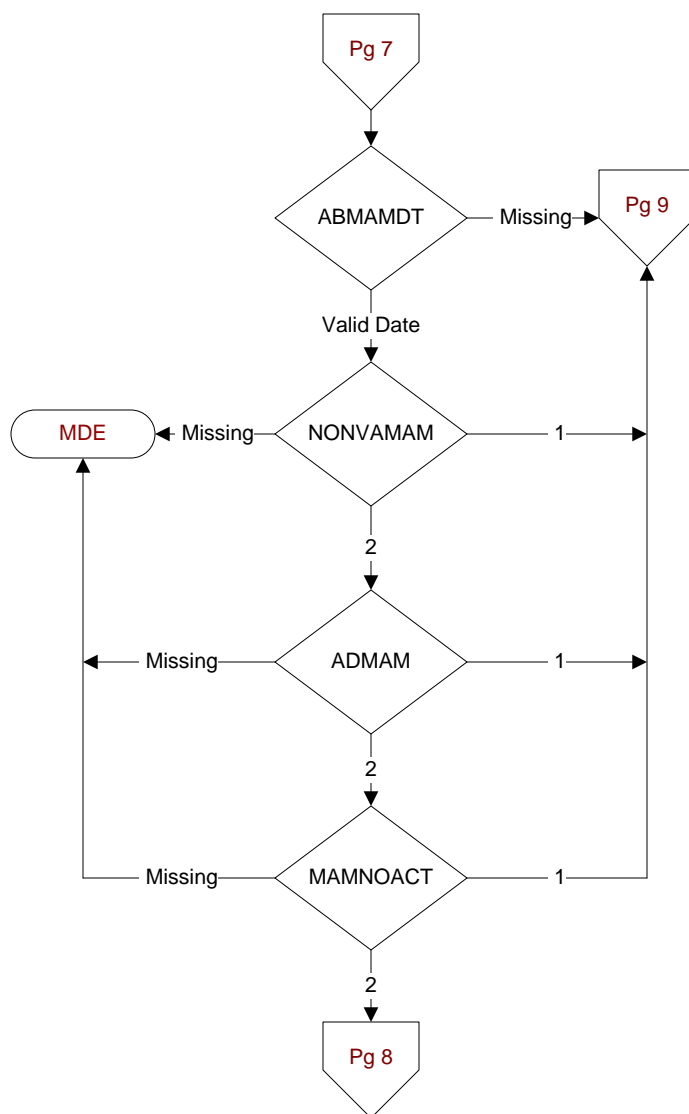 Pg 7
ABMAMDT
Missing
Pg 9
Valid Date
MDE
Missing
NONVAMAM
1
2
Missing
ADMAM
1
2
Missing
MAMNOACT
1
2
Pg 8